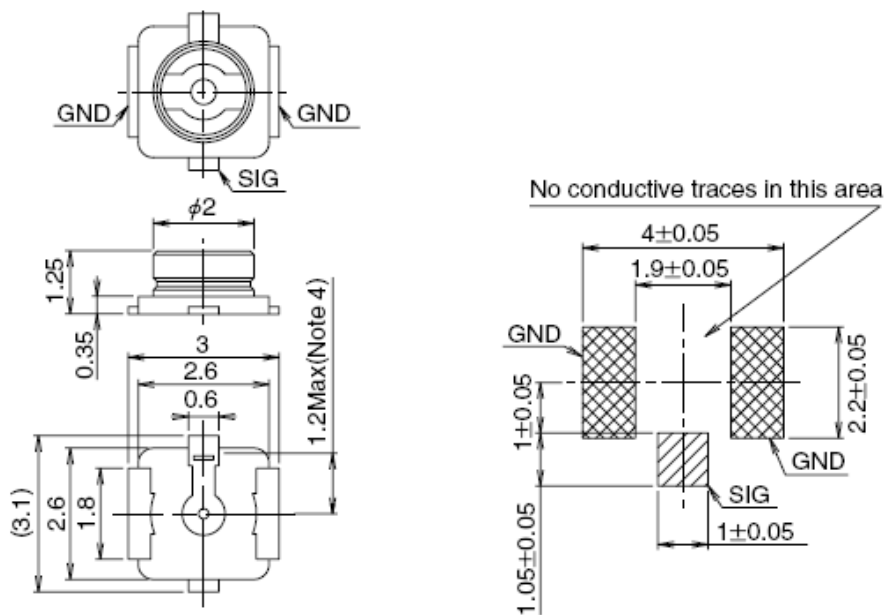 GND
GND
SIG
ϕ2
1.25
0.35
3
2.6
0.6
1.2Max(Note 4)
(3.1)
2.6
1.8
No conductive traces in this area
4±0.05
1.9±0.05
GND
1±0.05
2.2±0.05
GND
SIG
1.05±0.05
1±0.05